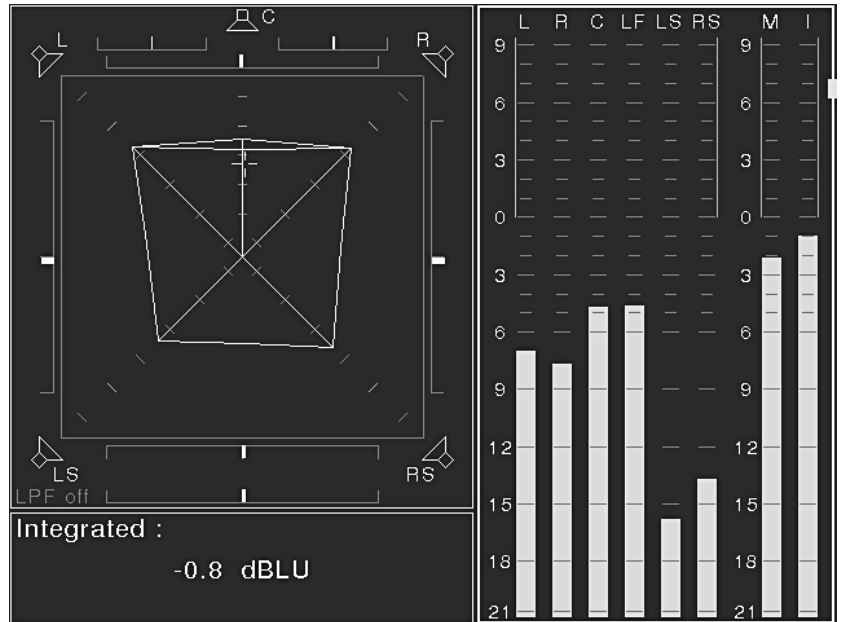 C
L R
LS RS
LPF off
Integrated :
-0.8 dBLU
L R C LF LS RS M I
9 9
6 6
3 3
0 0
3 3
6 6
9 9
12 12
15 15
18 18
21 21